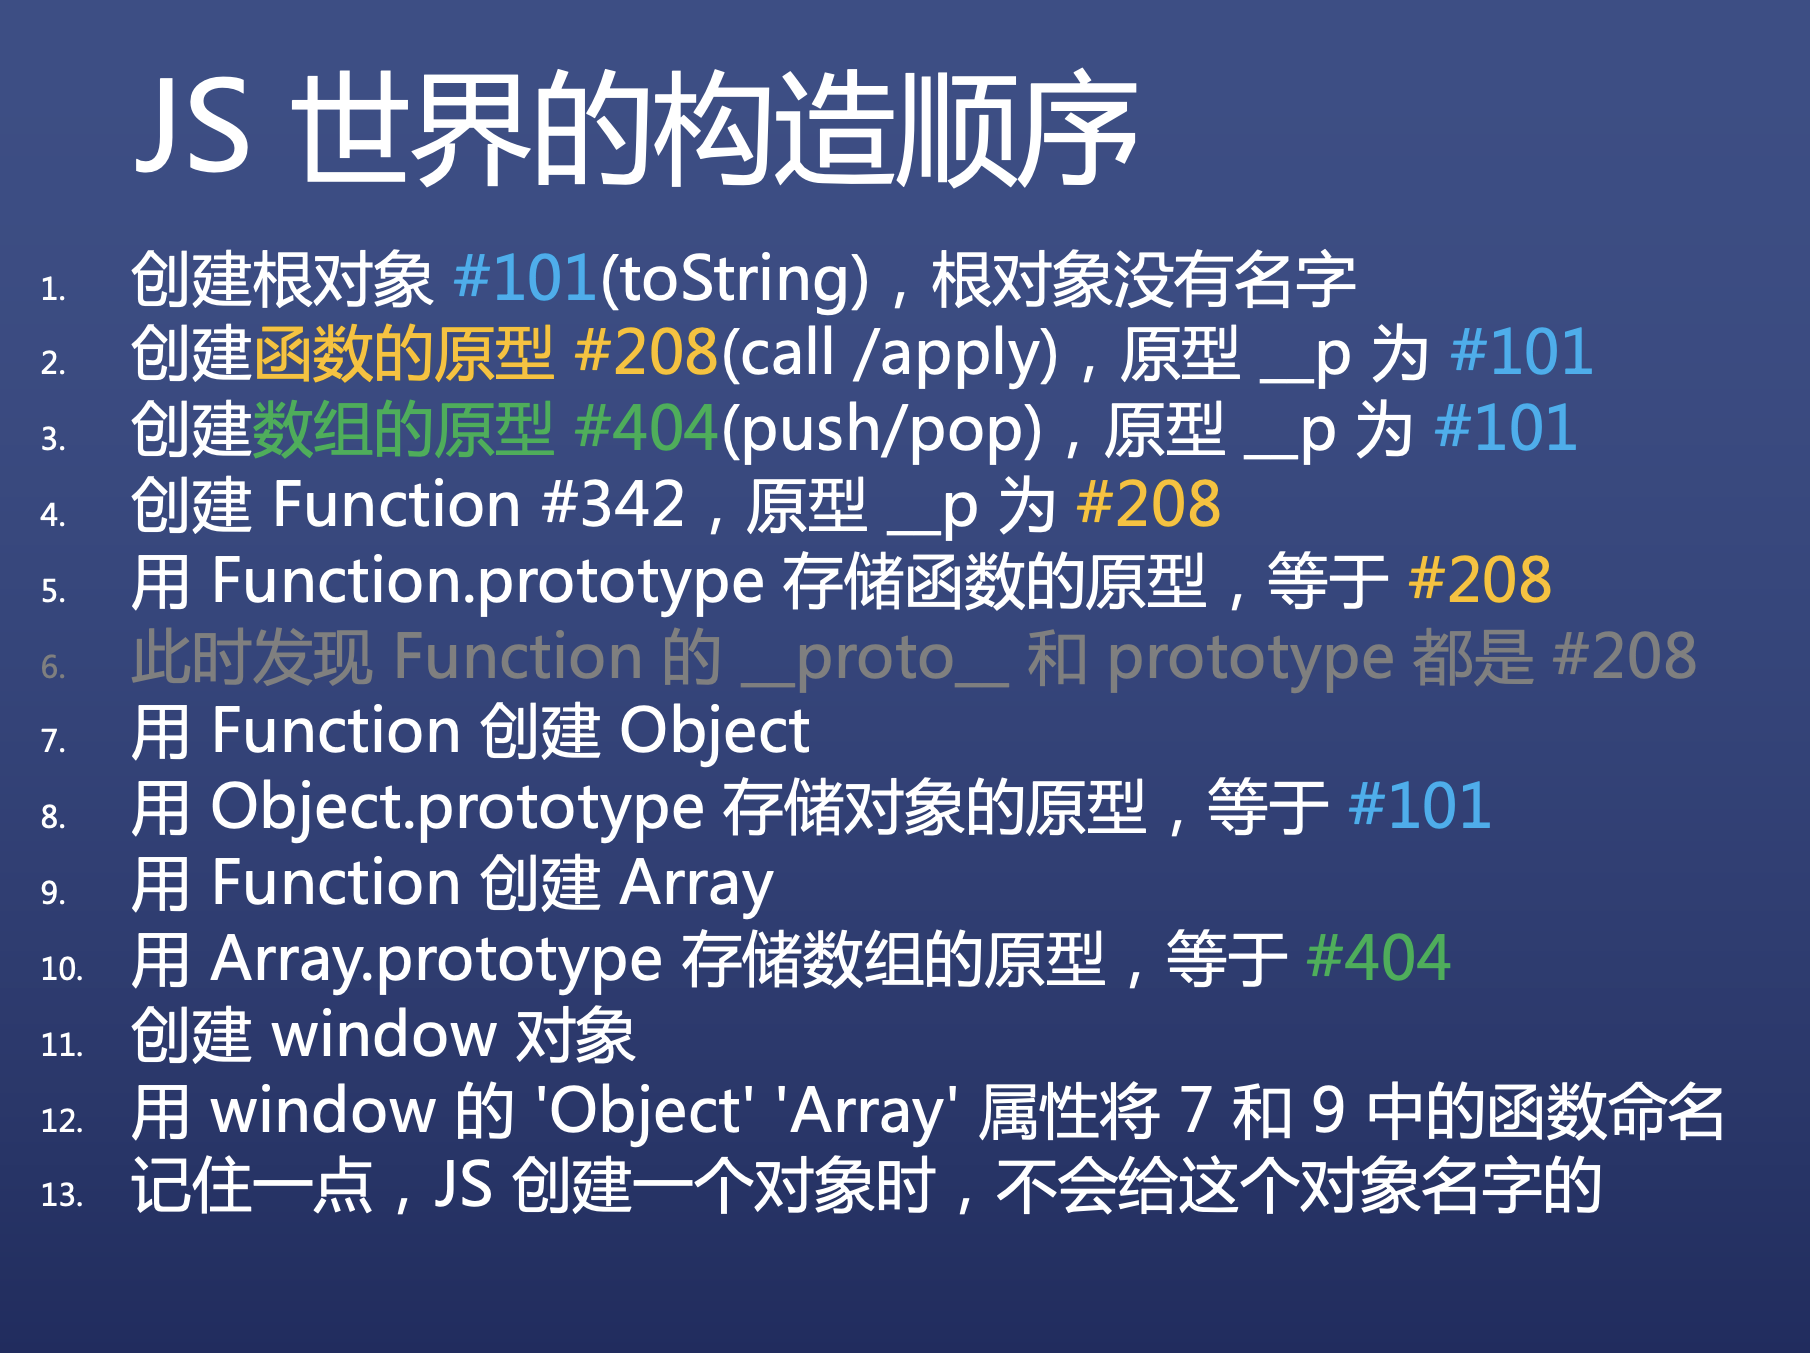 JS 世界的构造顺序
1. 创建根对象 #101(toString)，根对象没有名字
2. 创建函数的原型 #208(call /apply)，原型 __p 为 #101
3. 创建数组的原型 #404(push/pop)，原型 __p 为 #101
4. 创建 Function #342，原型 __p 为 #208
5. 用 Function.prototype 存储函数的原型，等于 #208
6. 此时发现 Function 的 __proto__ 和 prototype 都是 #208
7. 用 Function 创建 Object
8. 用 Object.prototype 存储对象的原型，等于 #101
9. 用 Function 创建 Array
10. 用 Array.prototype 存储数组的原型，等于 #404
11. 创建 window 对象
12. 用 window 的 'Object' 'Array' 属性将 7 和 9 中的函数命名
13. 记住一点，JS 创建一个对象时，不会给这个对象名字的